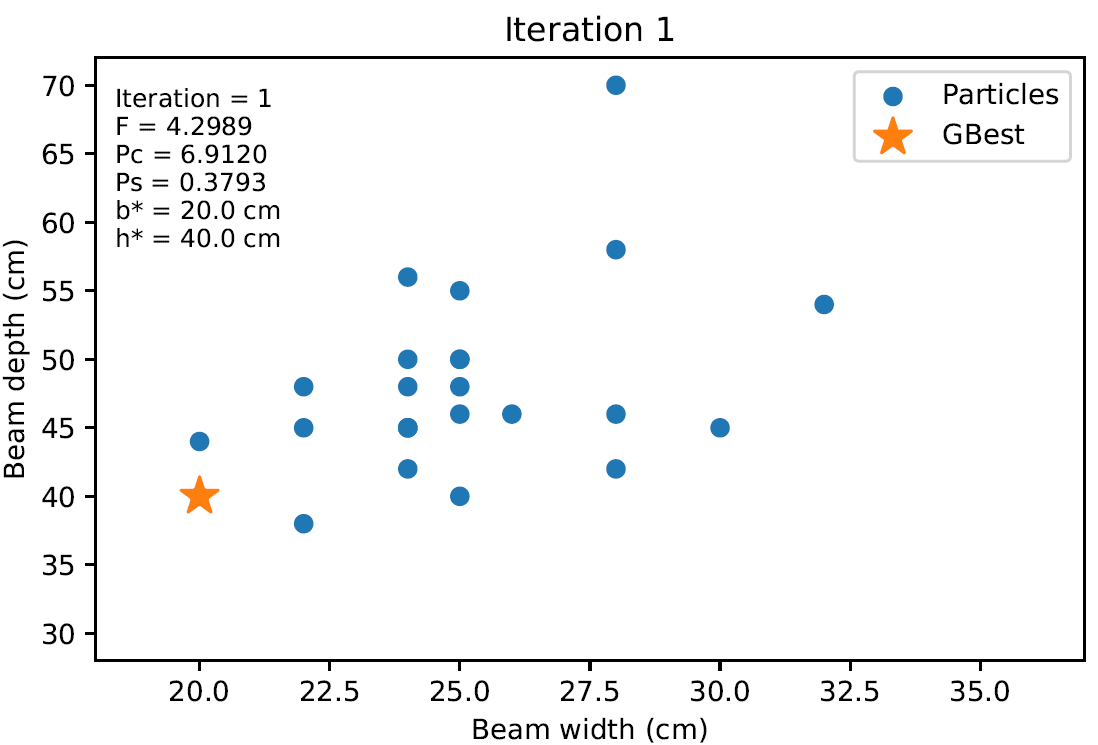 Iteration 1
Iteration = 1
F = 4.2989
Pc = 6.9120
Ps = 0.3793
b* = 20.0 cm
h* = 40.0 cm
Particles
GBest
Beam depth (cm)
70
65
60
55
50
45
40
35
30
20.0 22.5 25.0 27.5 30.0 32.5 35.0
Beam width (cm)